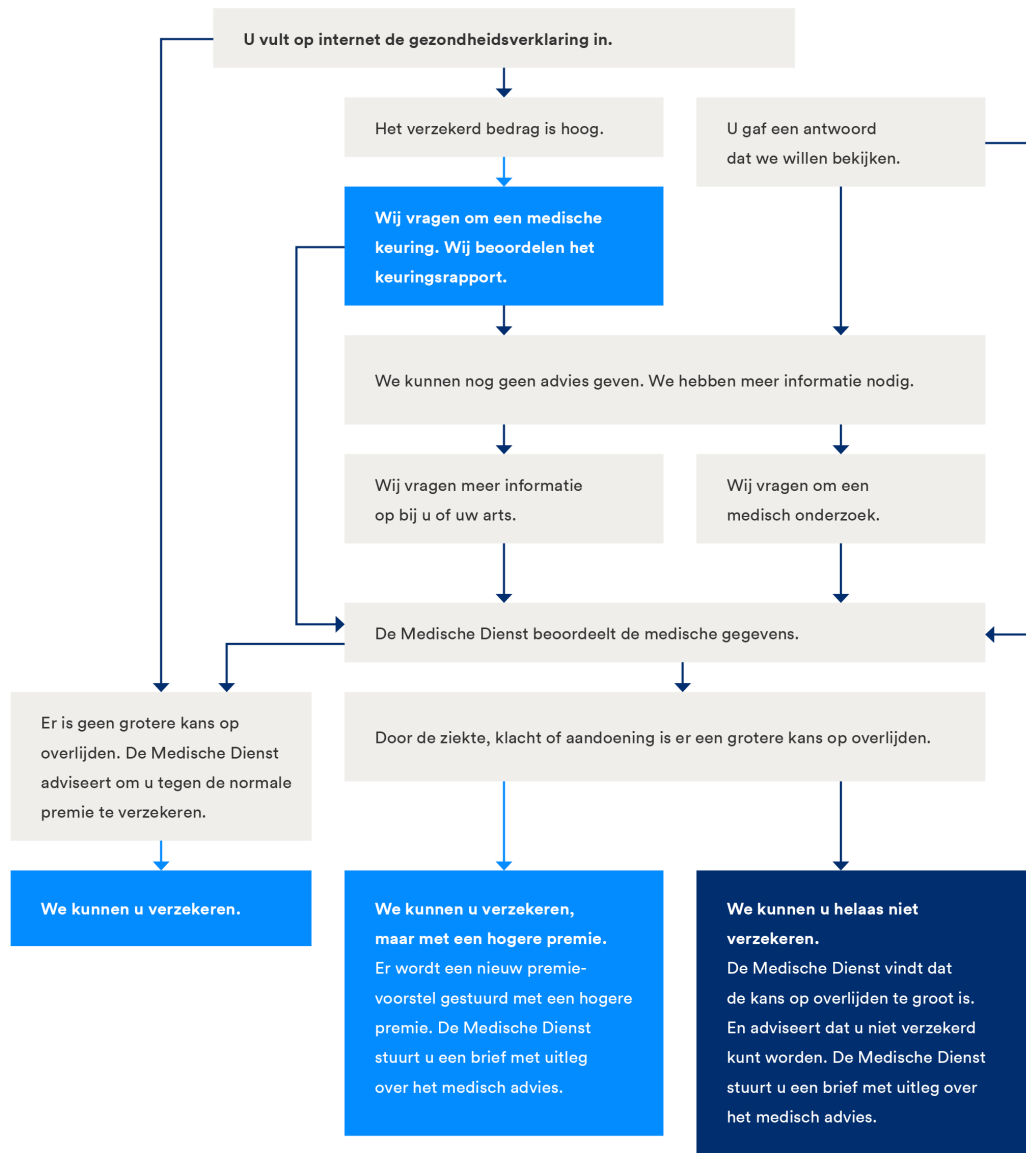 U vult op internet de gezondheidsverklaring in.
Het verzekerd bedrag is hoog.
U gaf een antwoord
dat we willen bekijken.
Wij vragen om een medische
keuring. Wij beoordelen het
keuringsrapport.
We kunnen nog geen advies geven. We hebben meer informatie nodig.
Wij vragen meer informatie
op bij u of uw arts.
Wij vragen om een
medisch onderzoek.
De Medische Dienst beoordeelt de medische gegevens.
Er is geen grotere kans op
overlijden. De Medische Dienst
adviseert om u tegen de normale
premie te verzekeren.
Door de ziekte, klacht of aandoening is er een grotere kans op overlijden.
We kunnen u verzekeren.
We kunnen u verzekeren,
maar met een hogere premie.
Er wordt een nieuw premie-
voorstel gestuurd met een hogere
premie. De Medische Dienst
stuurt u een brief met uitleg
over het medisch advies.
We kunnen u helaas niet
verzekeren.
De Medische Dienst vindt dat
de kans op overlijden te groot is.
En adviseert dat u niet verzekerd
kunt worden. De Medische Dienst
stuurt u een brief met uitleg over
het medisch advies.